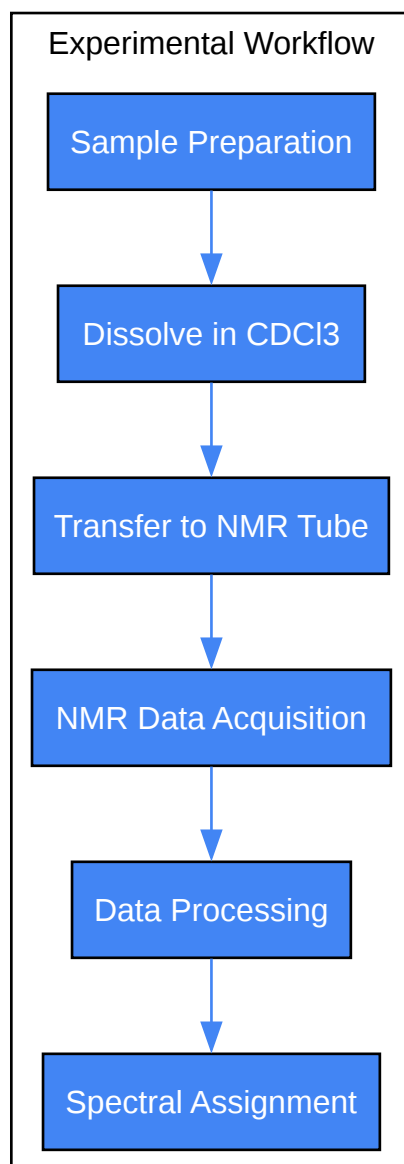 Experimental Workflow
Sample Preparation
Dissolve in CDCl3
Transfer to NMR Tube
NMR Data Acquisition
Data Processing
Spectral Assignment